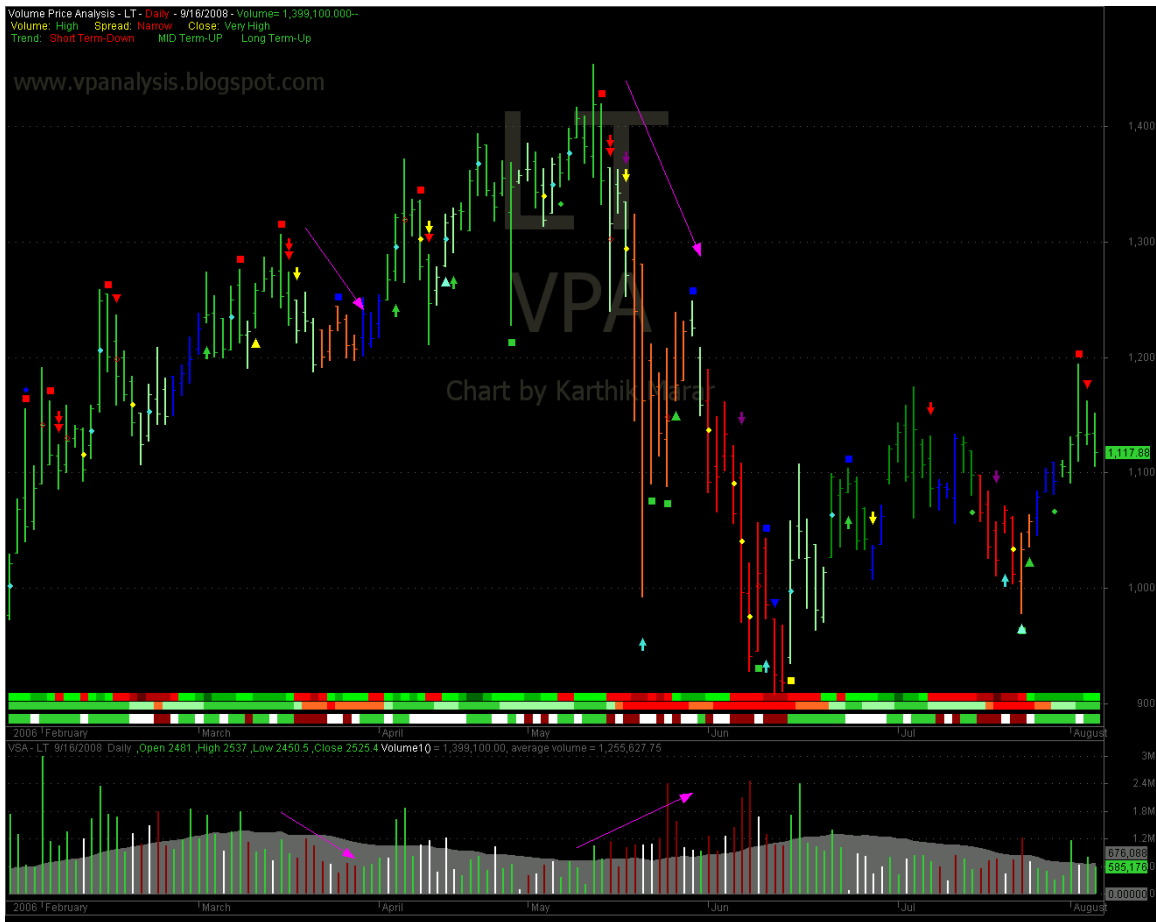 Volume Price Analysis - LT - Daily - 9/16/2008 - Volume= 1,399,100.000--
Volume: High Spread: Narrow Close: Very High
Trend: Short Term-Down MID Term-UP Long Term-Up
www.vpanalysis.blogspot.com
LT
VPA
Chart by Karthik Marar
1,400
1,300
1,200
1,117.88
1,100
1,000
900
2006 February March April May Jun Jul August
VSA - LT 9/16/2008 Daily ,Open 2481 ,High 2537 ,Low 2450.5 ,Close 2525.4 Volume1() = 1,399,100.00, average volume = 1,255,627.75
3M
2.4M
1.8M
1.2M
676,088
585,176
0.00000
2006 February March April May Jun Jul August